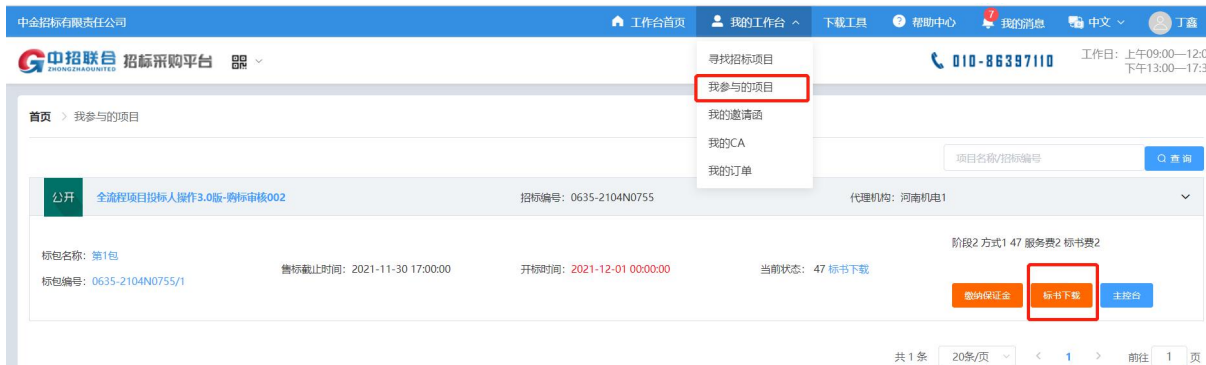 中金招标有限责任公司 工作台首页 我的工作台 下载工具 帮助中心 7 我的消息 中文 丁鑫
中招联合 招标采购平台 010-86397110 工作日：上午09:00—12:0
ZHONGZHAOUNITED 下午13:00—17:3
寻找招标项目
我参与的项目
我的邀请函
我的CA
我的订单
首页 > 我参与的项目
项目名称/招标编号 查询
公开 全流程项目投标人操作3.0版-购标审核002 招标编号：0635-2104N0755 代理机构：河南机电1
阶段2 方式1 47 服务费2 标书费2
标包名称：第1包
售标截止时间：2021-11-30 17:00:00 开标时间：2021-12-01 00:00:00 当前状态：47 标书下载
标包编号：0635-2104N0755/1
缴纳保证金 标书下载 主控台
共 1 条 20条/页 < 1 > 前往 1 页